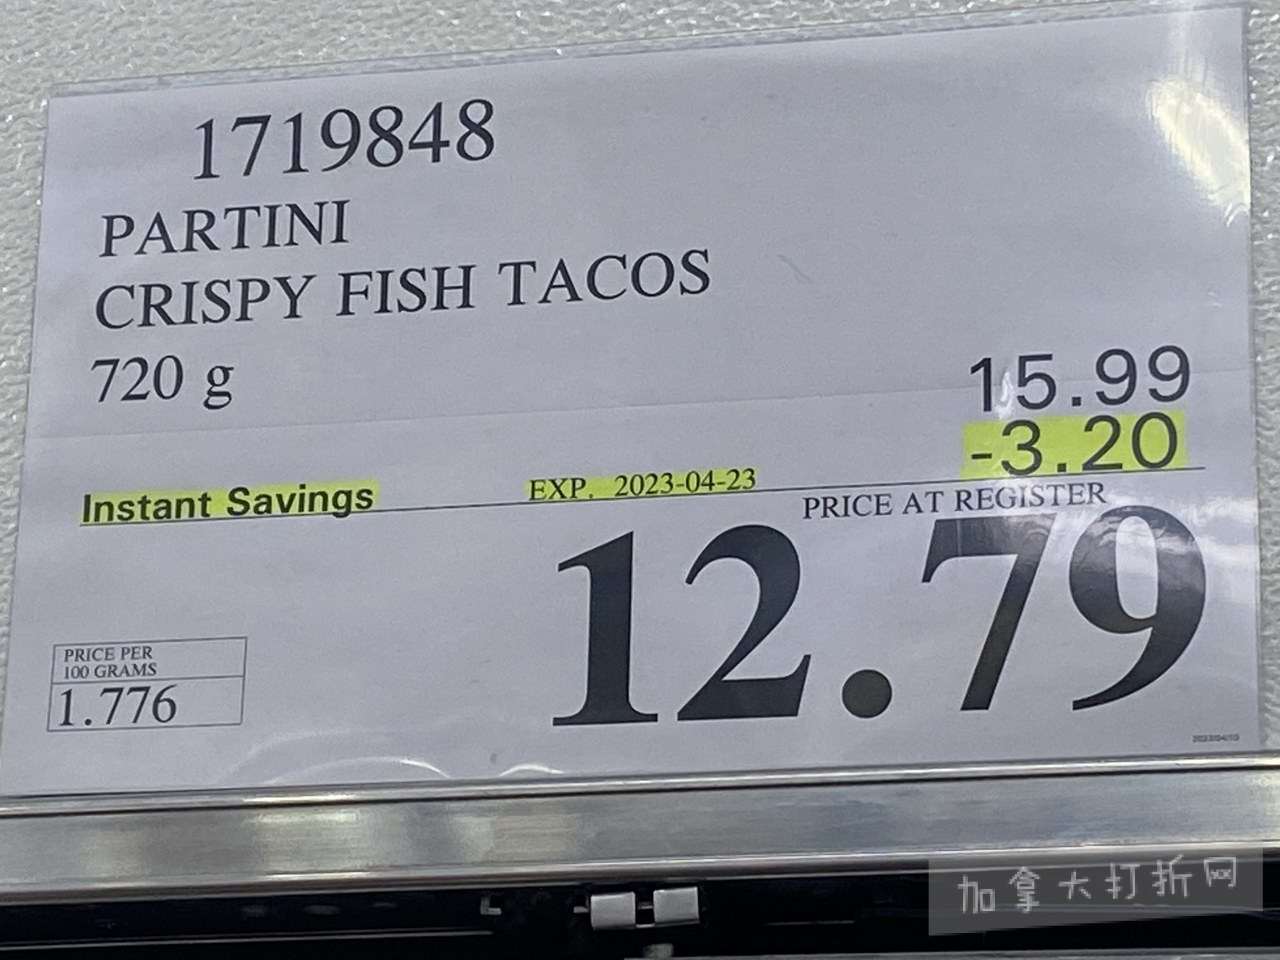 1719848
PARTINI
CRISPY FISH TACOS
720 g
15.99
-3.20
Instant Savings
EXP. 2023-04-23
PRICE AT REGISTER
12.79
PRICE PER
100 GRAMS
1.776
加拿大打折网